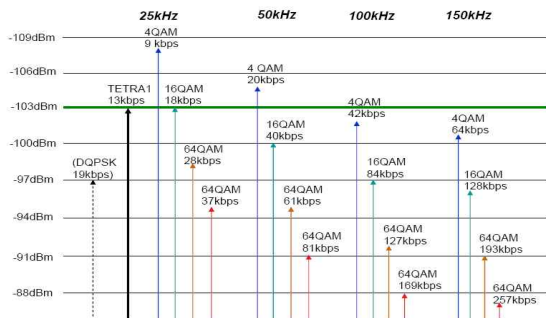 25kHz 50kHz 100kHz 150kHz
-109dBm
-106dBm
-103dBm
-100dBm
-97dBm
-94dBm
-91dBm
-88dBm
(DQPSK
19kbps)
TETRA1
13kbps
4QAM
9 kbps
16QAM
18kbps
64QAM
28kbps
64QAM
37kbps
4 QAM
20kbps
16QAM
40kbps
64QAM
61kbps
64QAM
81kbps
4QAM
42kbps
16QAM
84kbps
64QAM
127kbps
64QAM
169kbps
4QAM
64kbps
16QAM
128kbps
64QAM
193kbps
64QAM
257kbps